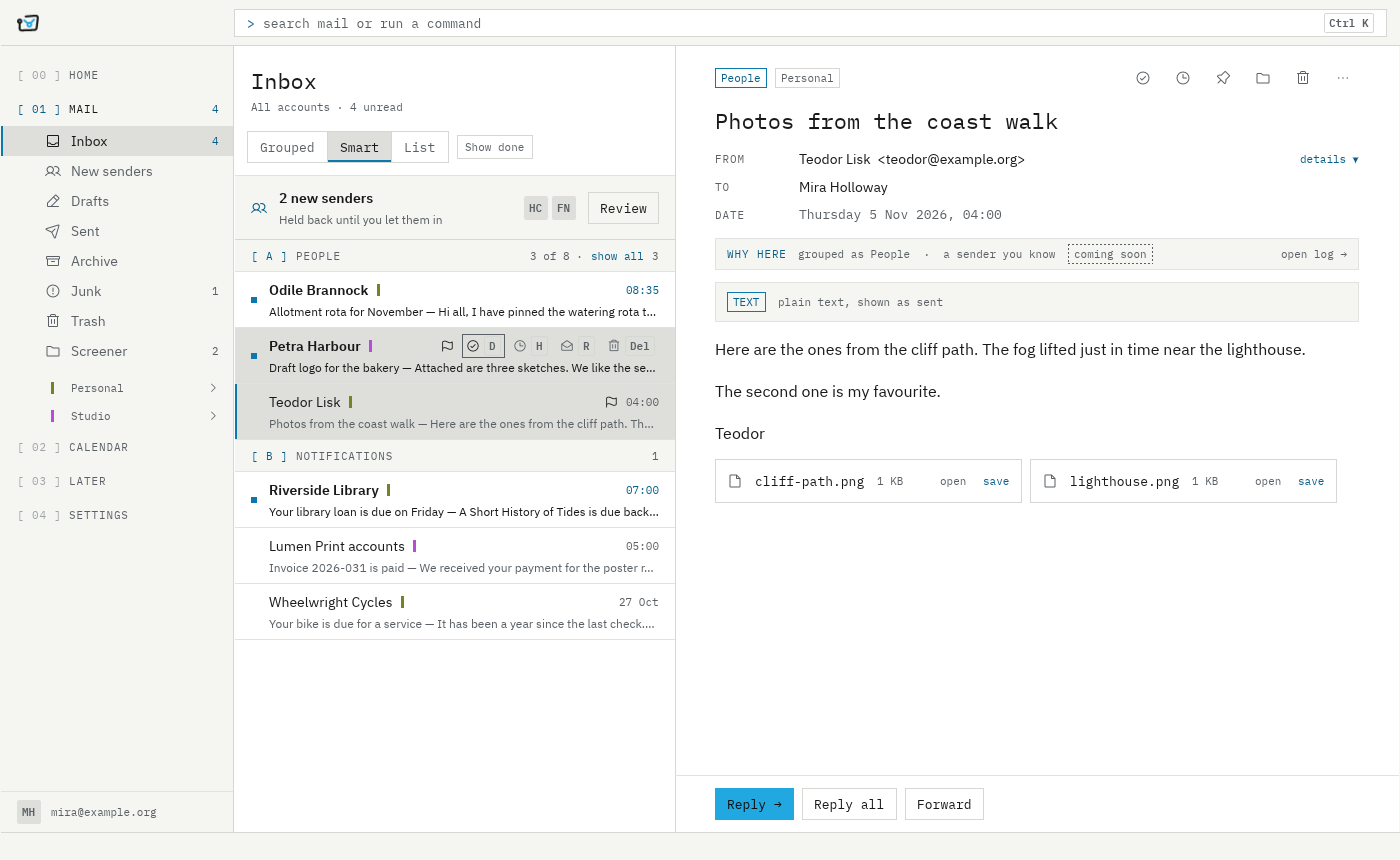 > search mail or run a command
Ctrl K
[ 00 ] HOME
[ 01 ] MAIL 4
Inbox 4
New senders
Drafts
Sent
Archive
Junk 1
Trash
Screener 2
Personal
Studio
[ 02 ] CALENDAR
[ 03 ] LATER
[ 04 ] SETTINGS
MH mira@example.org
Inbox
All accounts · 4 unread
Grouped Smart List Show done
2 new senders
Held back until you let them in
HC FN Review
[ A ] PEOPLE 3 of 8 · show all 3
Odile Brannock 08:35
Allotment rota for November — Hi all, I have pinned the watering rota t…
Petra Harbour D H R Del
Draft logo for the bakery — Attached are three sketches. We like the se…
Teodor Lisk 04:00
Photos from the coast walk — Here are the ones from the cliff path. Th…
[ B ] NOTIFICATIONS 1
Riverside Library 07:00
Your library loan is due on Friday — A Short History of Tides is due back…
Lumen Print accounts 05:00
Invoice 2026-031 is paid — We received your payment for the poster r…
Wheelwright Cycles 27 Oct
Your bike is due for a service — It has been a year since the last check.…
People Personal
Photos from the coast walk
FROM Teodor Lisk <teodor@example.org> details ▾
TO Mira Holloway
DATE Thursday 5 Nov 2026, 04:00
WHY HERE grouped as People · a sender you know coming soon open log →
TEXT plain text, shown as sent
Here are the ones from the cliff path. The fog lifted just in time near the lighthouse.
The second one is my favourite.
Teodor
cliff-path.png 1 KB open save
lighthouse.png 1 KB open save
Reply → Reply all Forward